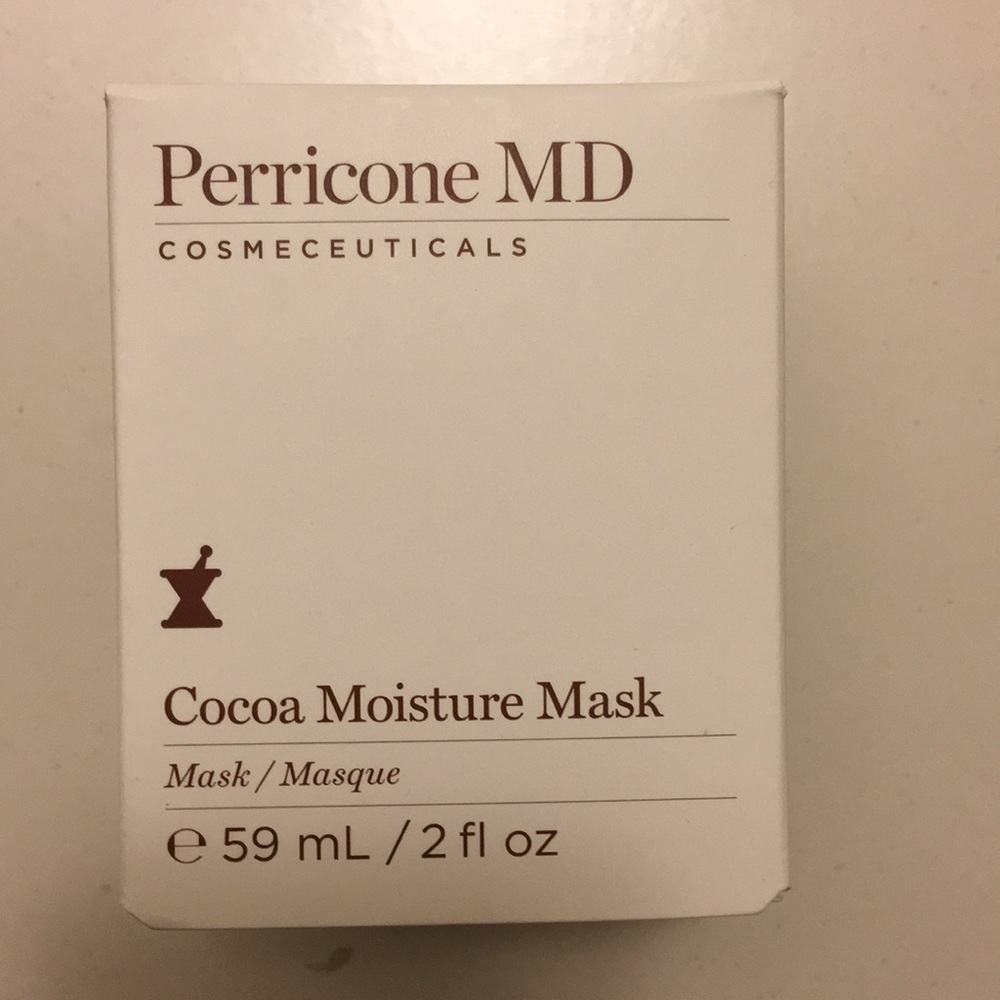 Perricone MD
COSMECEUTICALS
Cocoa Moisture Mask
Mask / Masque
℮ 59 mL / 2 fl oz